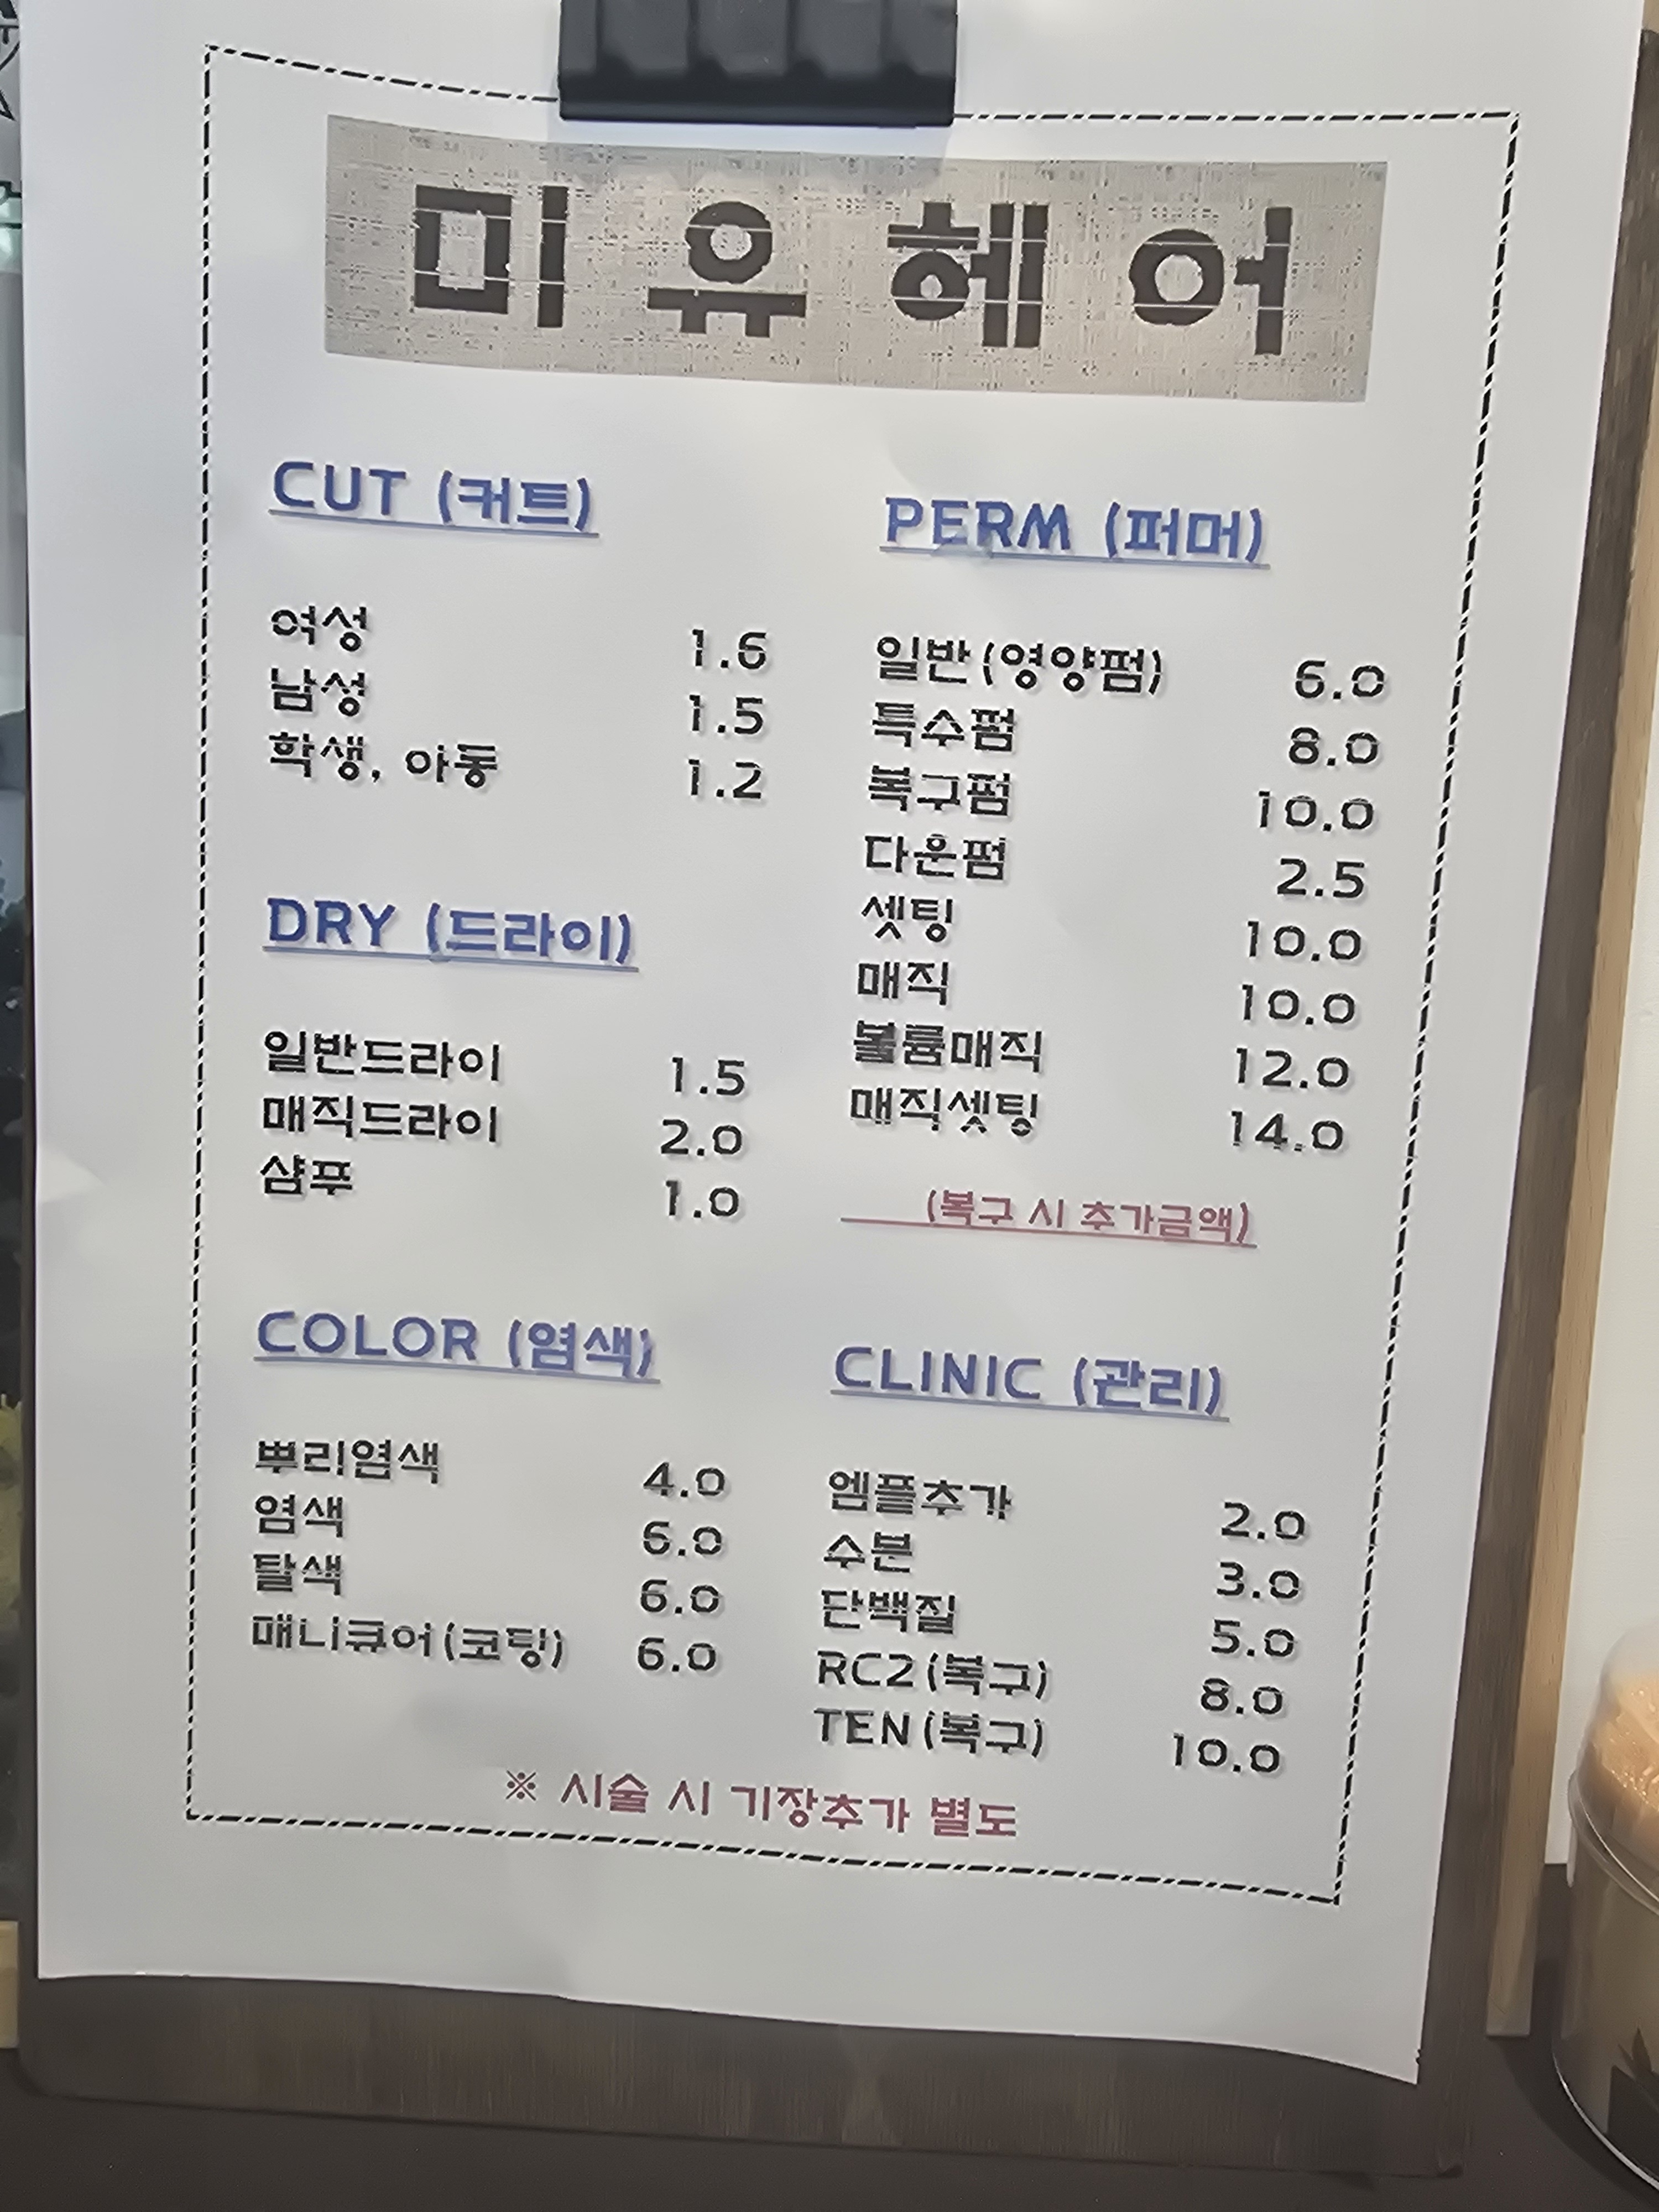 미유헤어
CUT (커트)
여성 1.6
남성 1.5
학생, 아동 1.2
DRY (드라이)
일반드라이 1.5
매직드라이 2.0
샴푸 1.0
COLOR (염색)
뿌리염색 4.0
염색 6.0
탈색 6.0
매니큐어(코팅) 6.0
PERM (퍼머)
일반(영양펌) 6.0
특수펌 8.0
복구펌 10.0
다운펌 2.5
셋팅 10.0
매직 10.0
볼륨매직 12.0
매직셋팅 14.0
(복구 시 추가금액)
CLINIC (관리)
엠플추가 2.0
수분 3.0
단백질 5.0
RC2(복구) 8.0
TEN(복구) 10.0
※ 시술 시 기장추가 별도